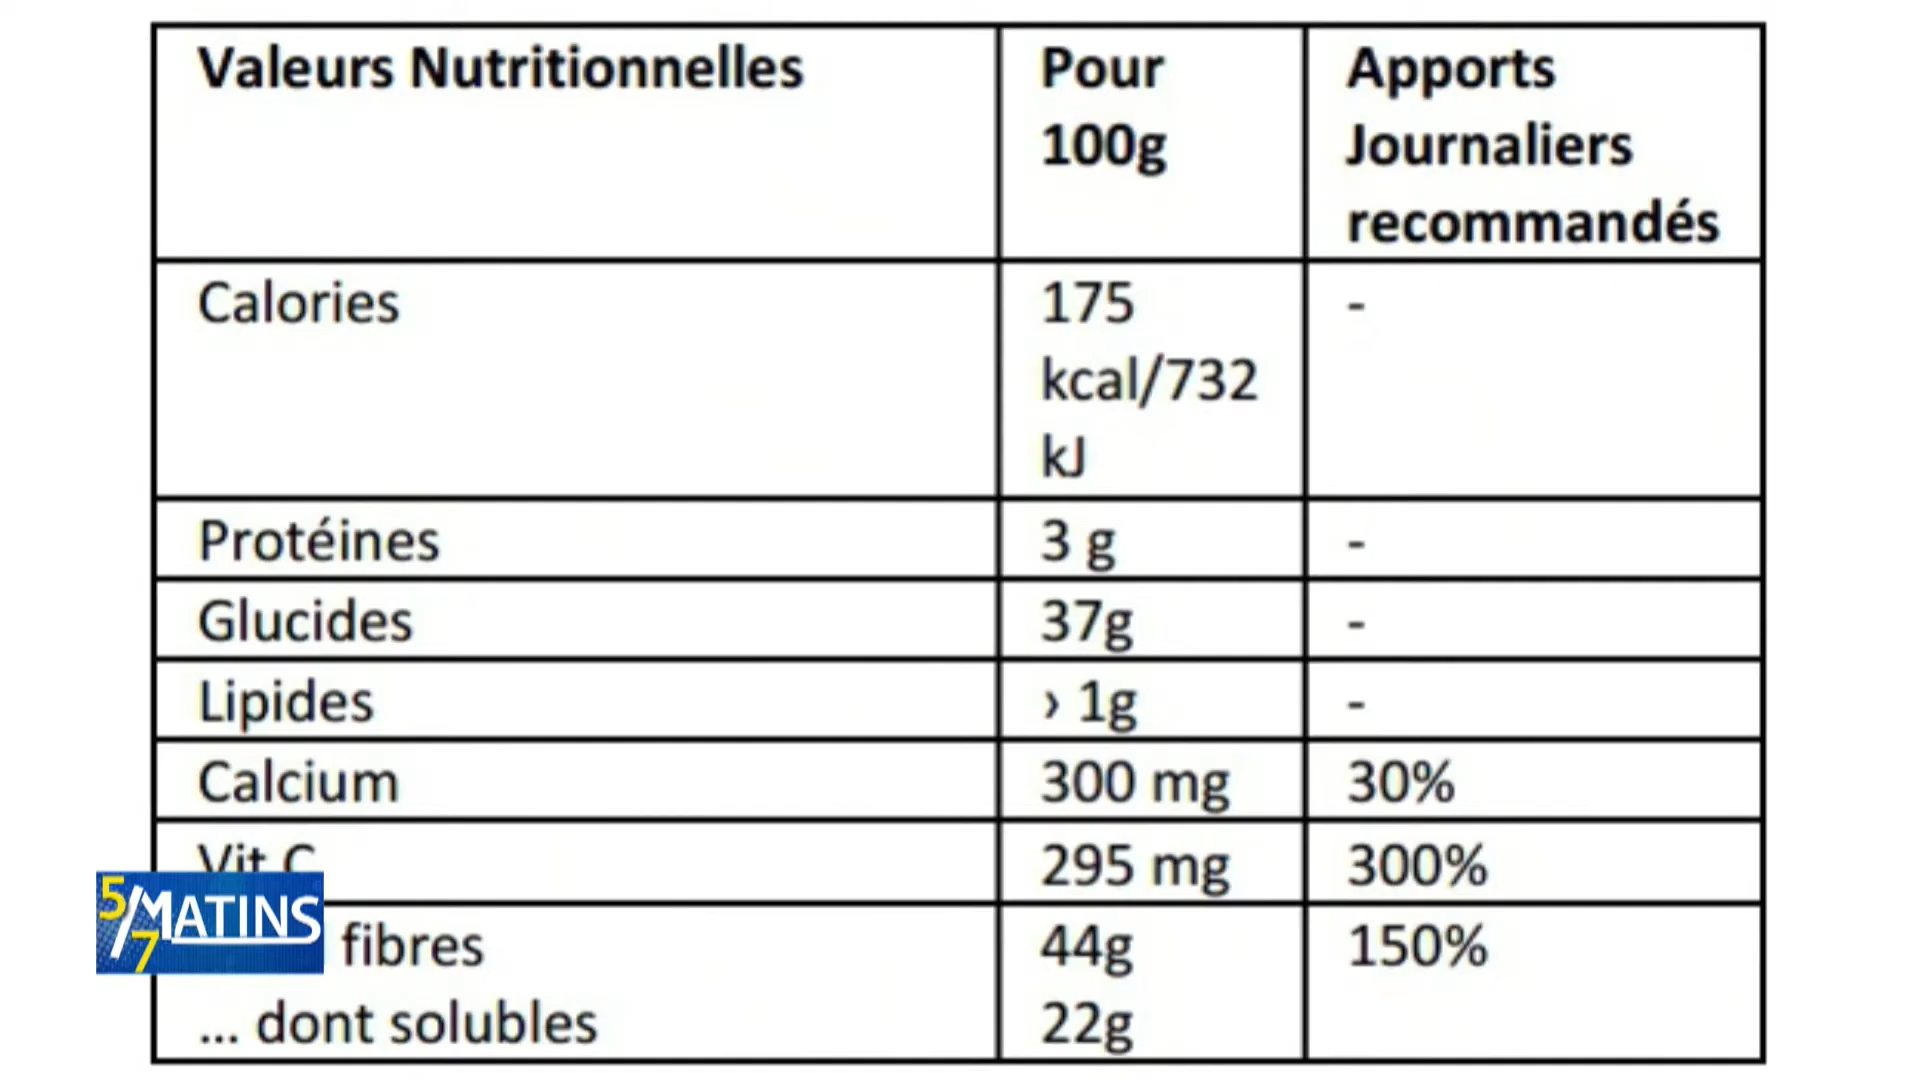 Valeurs Nutritionnelles
Pour
100g
Apports
Journaliers
recommandés
Calories
175
kcal/732
kJ
-
Protéines
3 g
-
Glucides
37g
-
Lipides
› 1g
-
Calcium
300 mg
30%
Vit C
295 mg
300%
fibres
44g
150%
... dont solubles
22g
5/7 MATINS